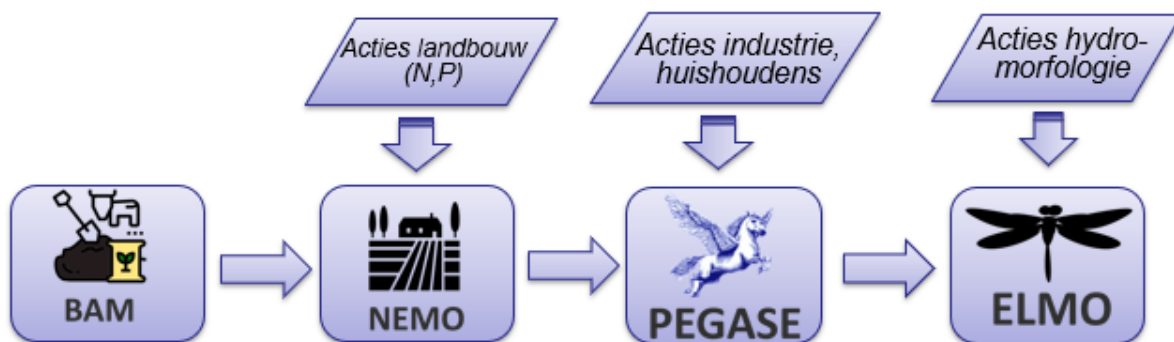 Acties landbouw
(N,P)
Acties industrie,
huishoudens
Acties hydro-
morfologie
BAM
NEMO
PEGASE
ELMO